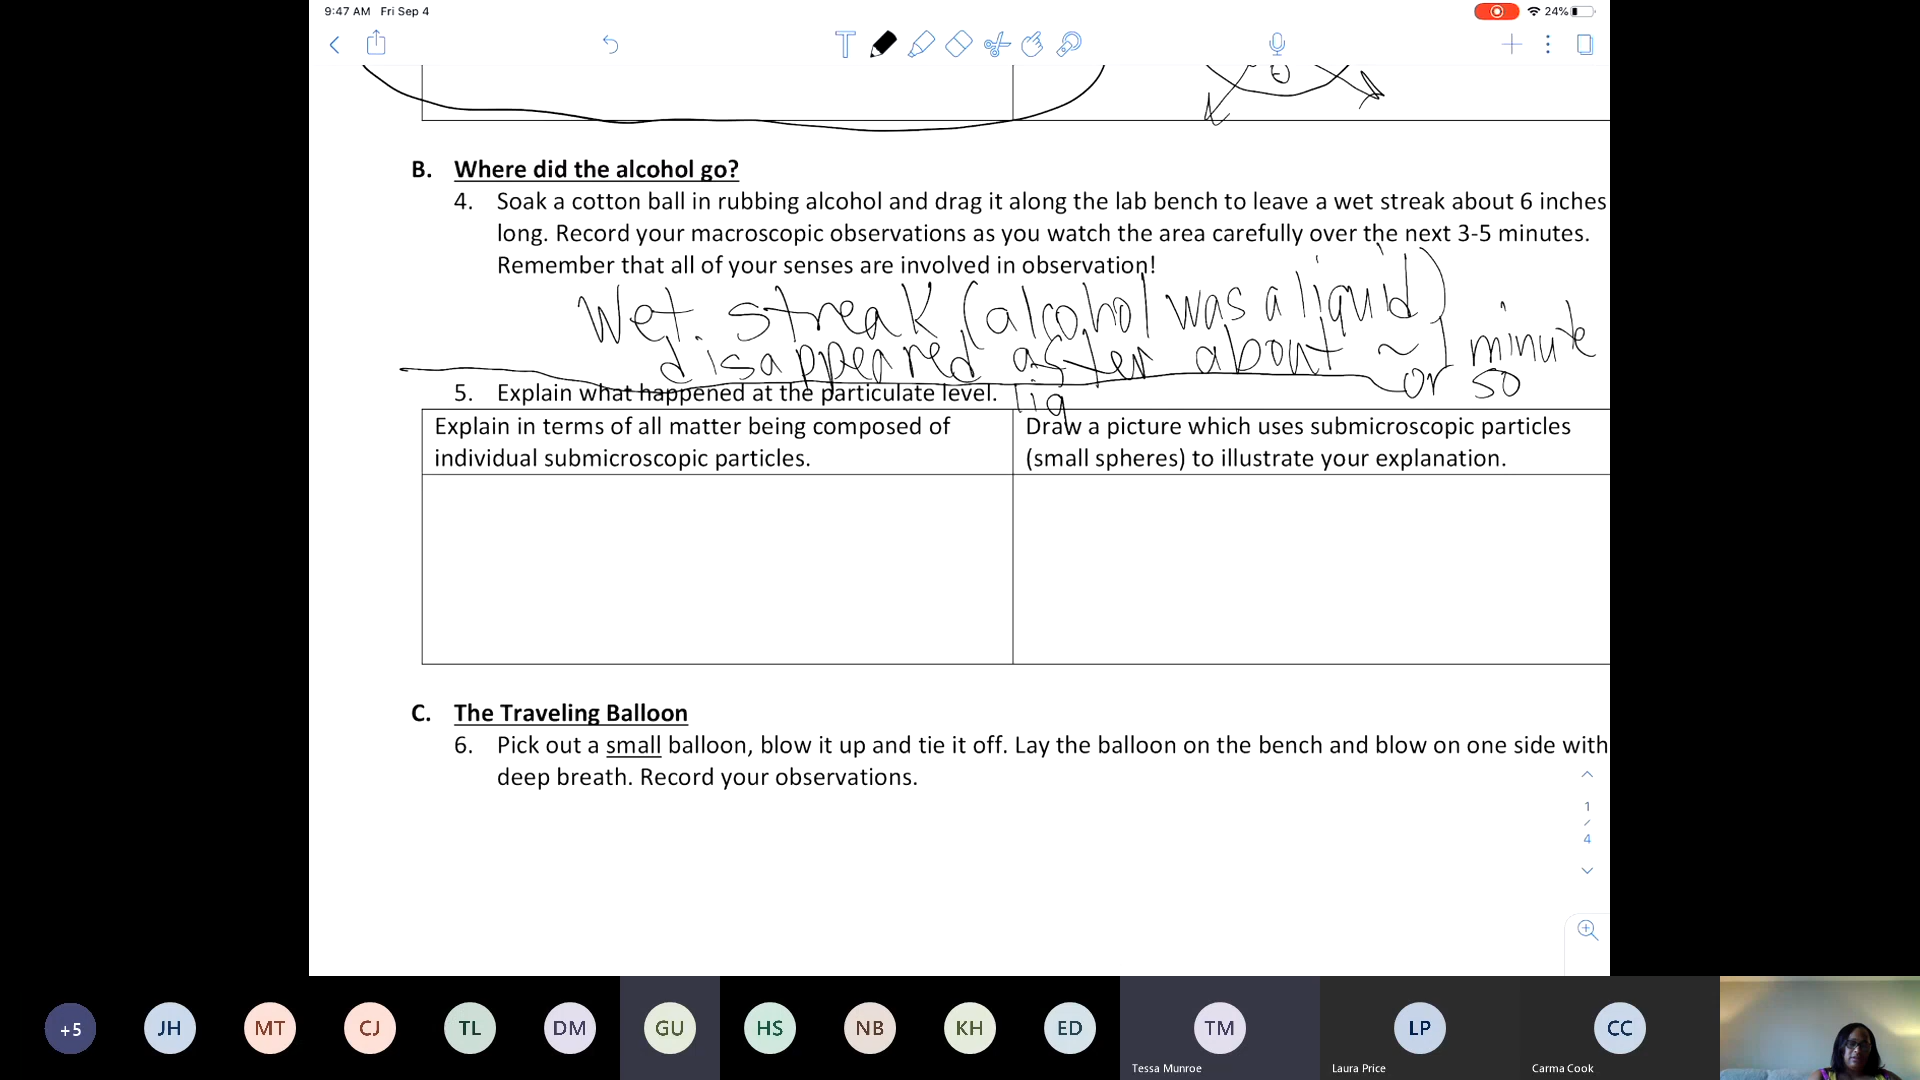 9:47 AM Fri Sep 4
24%
T
B. Where did the alcohol go?
4. Soak a cotton ball in rubbing alcohol and drag it along the lab bench to leave a wet streak about 6 inches
long. Record your macroscopic observations as you watch the area carefully over the next 3-5 minutes.
Remember that all of your senses are involved in observation!
Wet streak (alcohol was a liquid)
disappeared after about ~ 1 minute
or so
5. Explain what happened at the particulate level.
liq
Explain in terms of all matter being composed of
individual submicroscopic particles.
Draw a picture which uses submicroscopic particles
(small spheres) to illustrate your explanation.
C. The Traveling Balloon
6. Pick out a small balloon, blow it up and tie it off. Lay the balloon on the bench and blow on one side with
deep breath. Record your observations.
1
/
4
+5 JH MT CJ TL DM GU HS NB KH ED TM LP CC
Tessa Munroe Laura Price Carma Cook